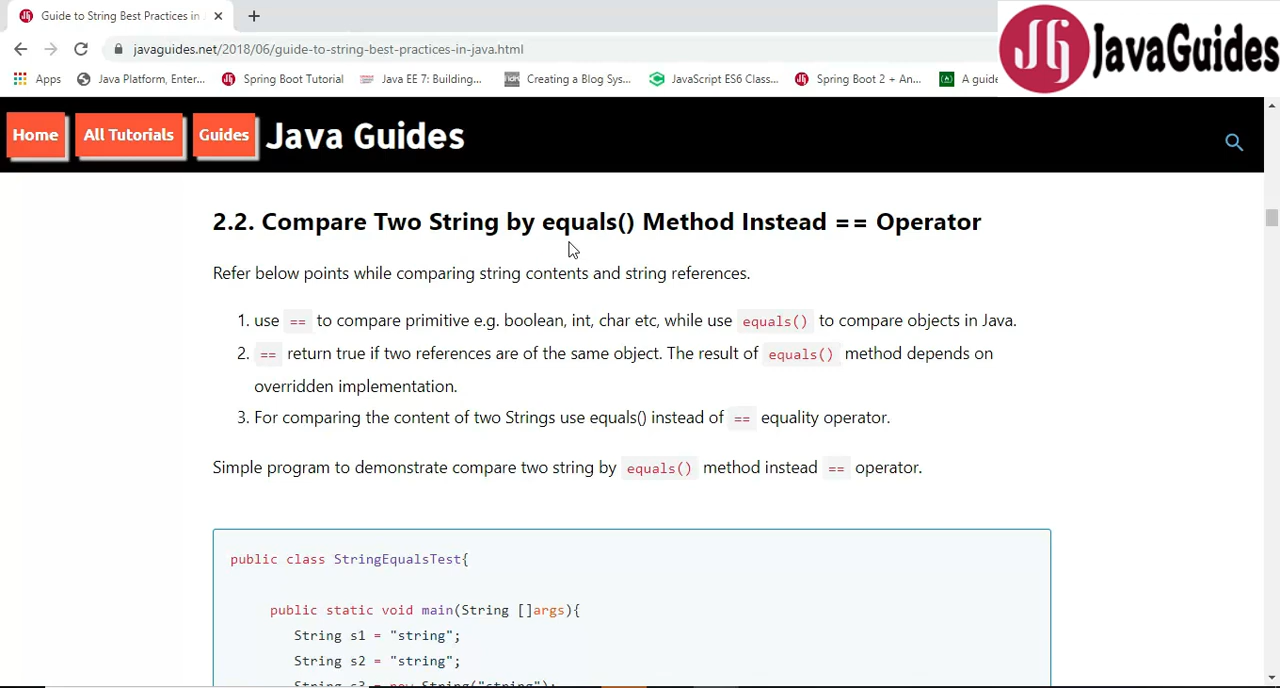 Guide to String Best Practices in
javaguides.net/2018/06/guide-to-string-best-practices-in-java.html
JavaGuides
Apps Java Platform, Enter... Spring Boot Tutorial Java EE 7: Building... Creating a Blog Sys... JavaScript ES6 Class... Spring Boot 2 + An... A guide
Home All Tutorials Guides Java Guides
2.2. Compare Two String by equals() Method Instead == Operator
Refer below points while comparing string contents and string references.
1. use == to compare primitive e.g. boolean, int, char etc, while use equals() to compare objects in Java.
2. == return true if two references are of the same object. The result of equals() method depends on
overridden implementation.
3. For comparing the content of two Strings use equals() instead of == equality operator.
Simple program to demonstrate compare two string by equals() method instead == operator.
public class StringEqualsTest{
public static void main(String []args){
String s1 = "string";
String s2 = "string";
String s3 = new String("string");